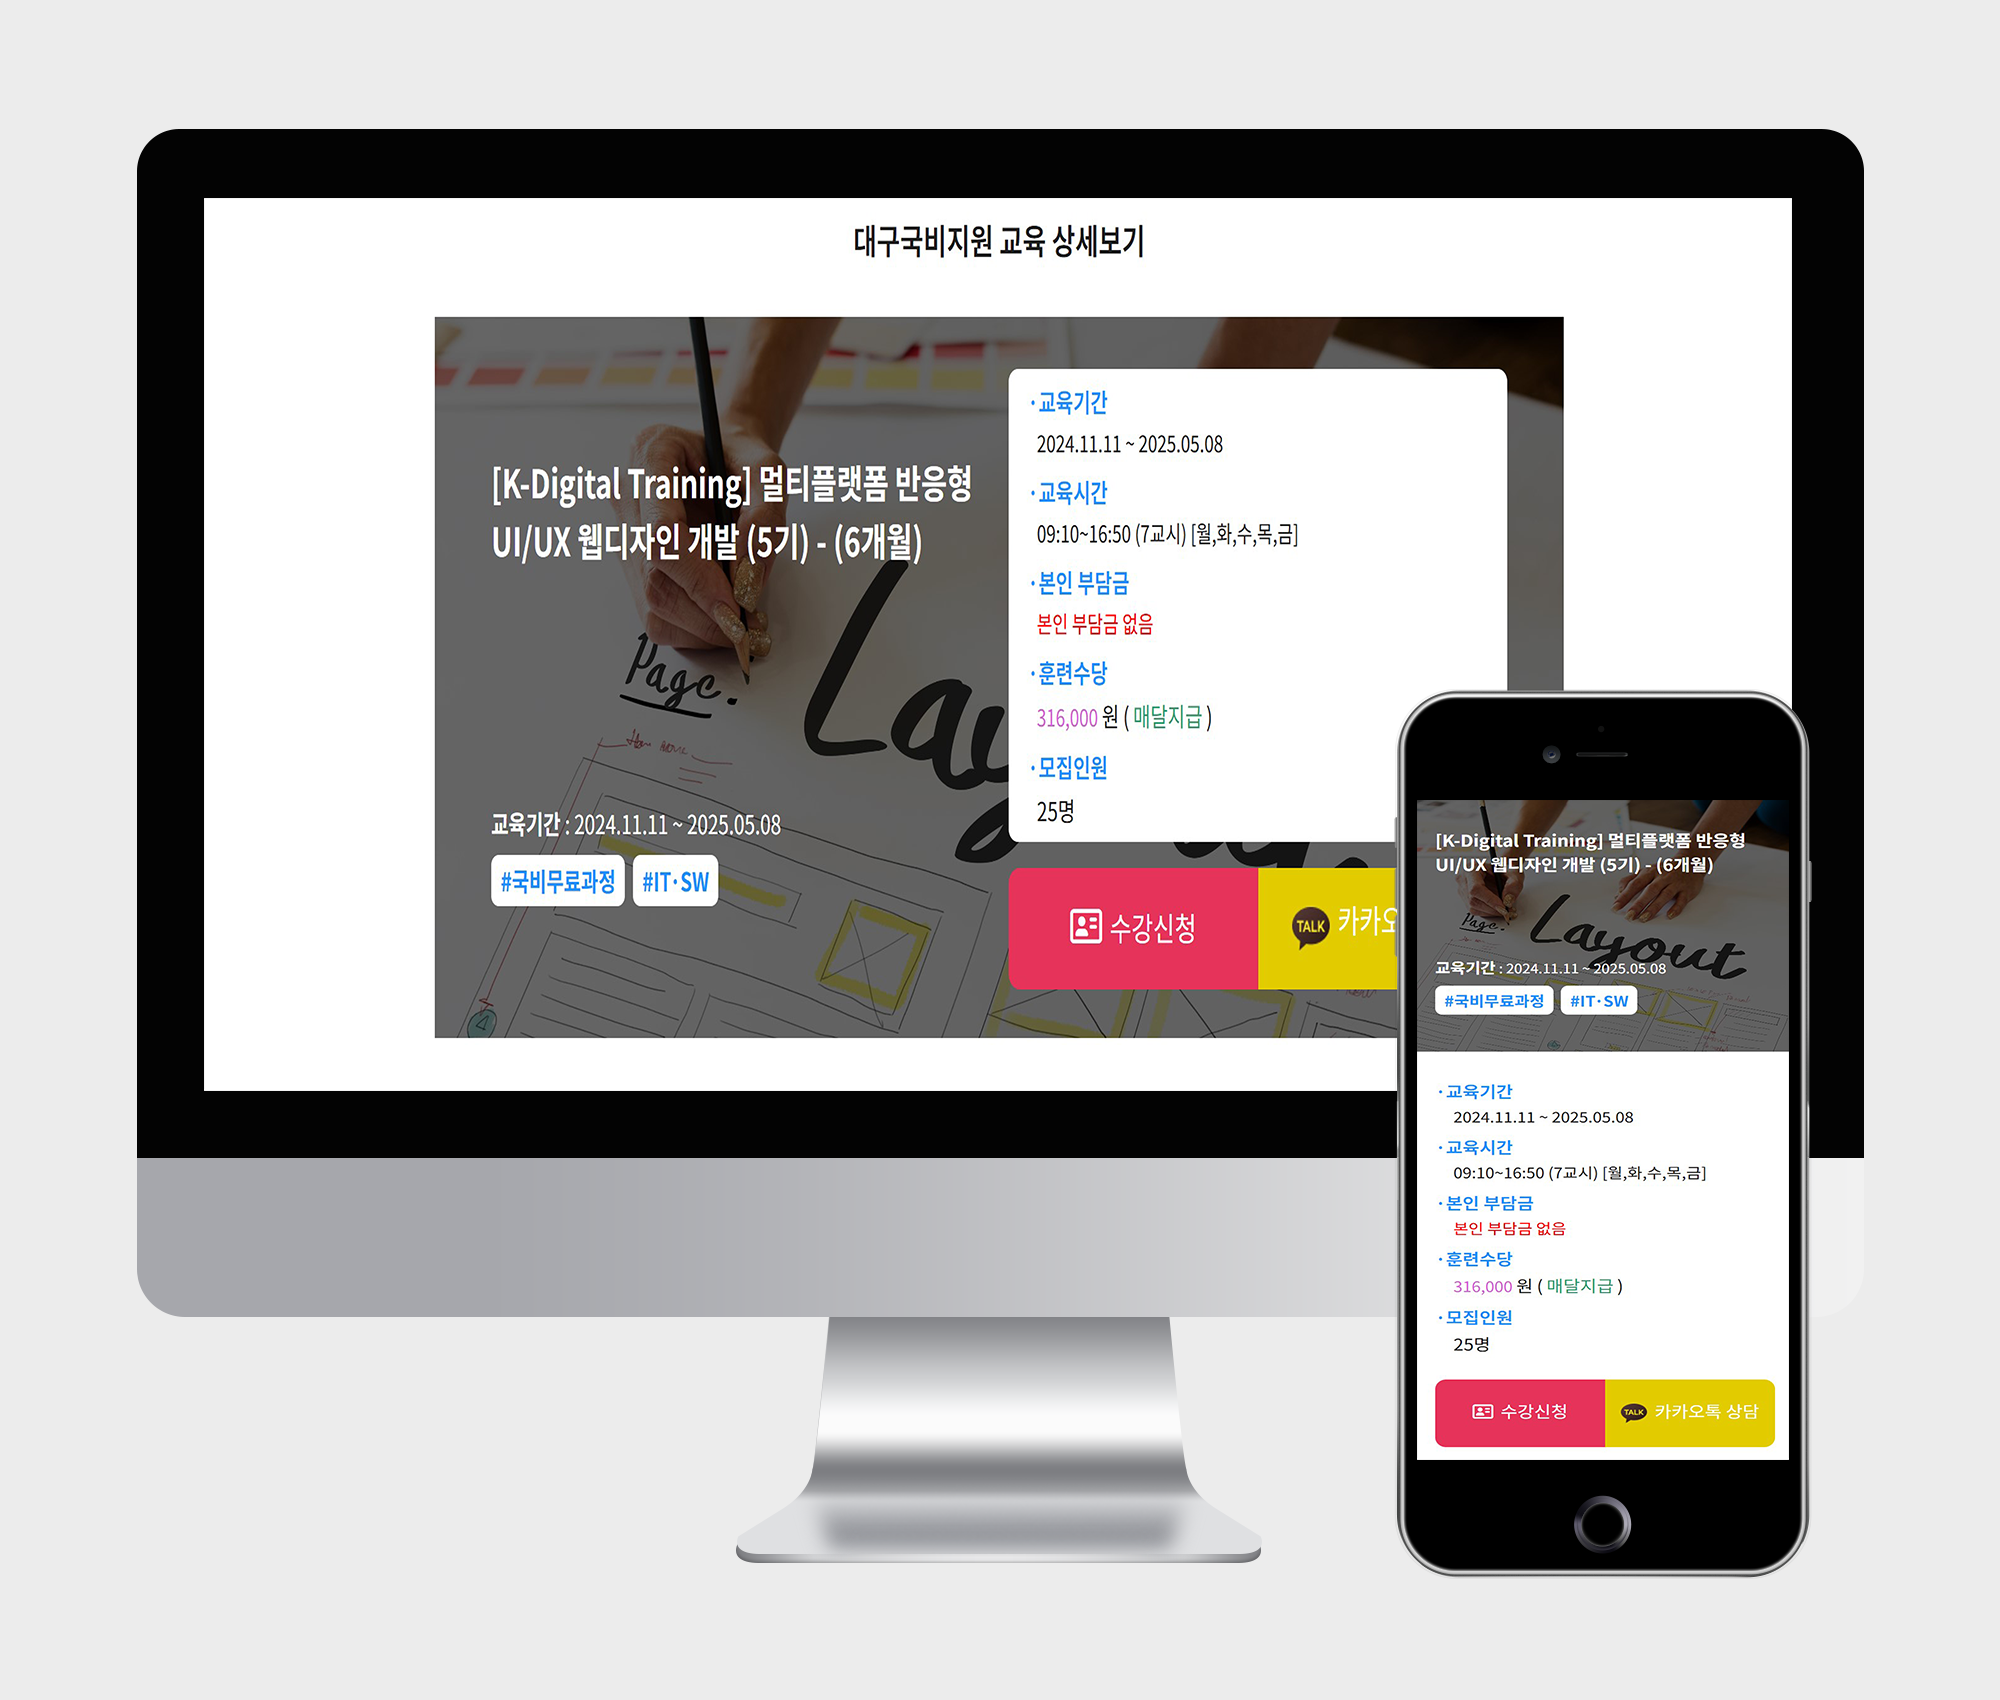 대구국비지원 교육 상세보기
[K-Digital Training] 멀티플랫폼 반응형
UI/UX 웹디자인 개발 (5기) - (6개월)
Page.
Lay
교육기간 : 2024.11.11 ~ 2025.05.08
#국비무료과정 #IT·SW
· 교육기간
2024.11.11 ~ 2025.05.08
· 교육시간
09:10~16:50 (7교시) [월,화,수,목,금]
· 본인 부담금
본인 부담금 없음
· 훈련수당
316,000 원 ( 매달지급 )
· 모집인원
25명
수강신청
TALK 카카오
[K-Digital Training] 멀티플랫폼 반응형
UI/UX 웹디자인 개발 (5기) - (6개월)
Page.
Layout
교육기간 : 2024.11.11 ~ 2025.05.08
#국비무료과정 #IT·SW
· 교육기간
2024.11.11 ~ 2025.05.08
· 교육시간
09:10~16:50 (7교시) [월,화,수,목,금]
· 본인 부담금
본인 부담금 없음
· 훈련수당
316,000 원 ( 매달지급 )
· 모집인원
25명
수강신청
TALK 카카오톡 상담